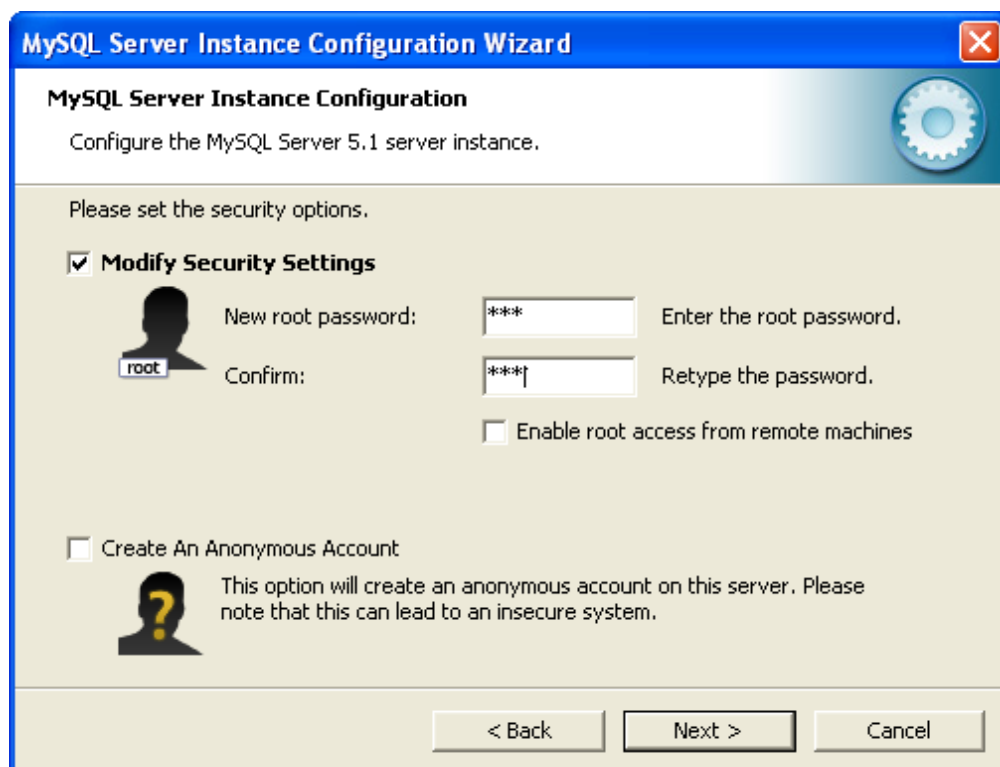 MySQL Server Instance Configuration Wizard
MySQL Server Instance Configuration
Configure the MySQL Server 5.1 server instance.
Please set the security options.
Modify Security Settings
root
New root password: *** Enter the root password.
Confirm: *** Retype the password.
Enable root access from remote machines
Create An Anonymous Account
?
This option will create an anonymous account on this server. Please
note that this can lead to an insecure system.
< Back Next > Cancel